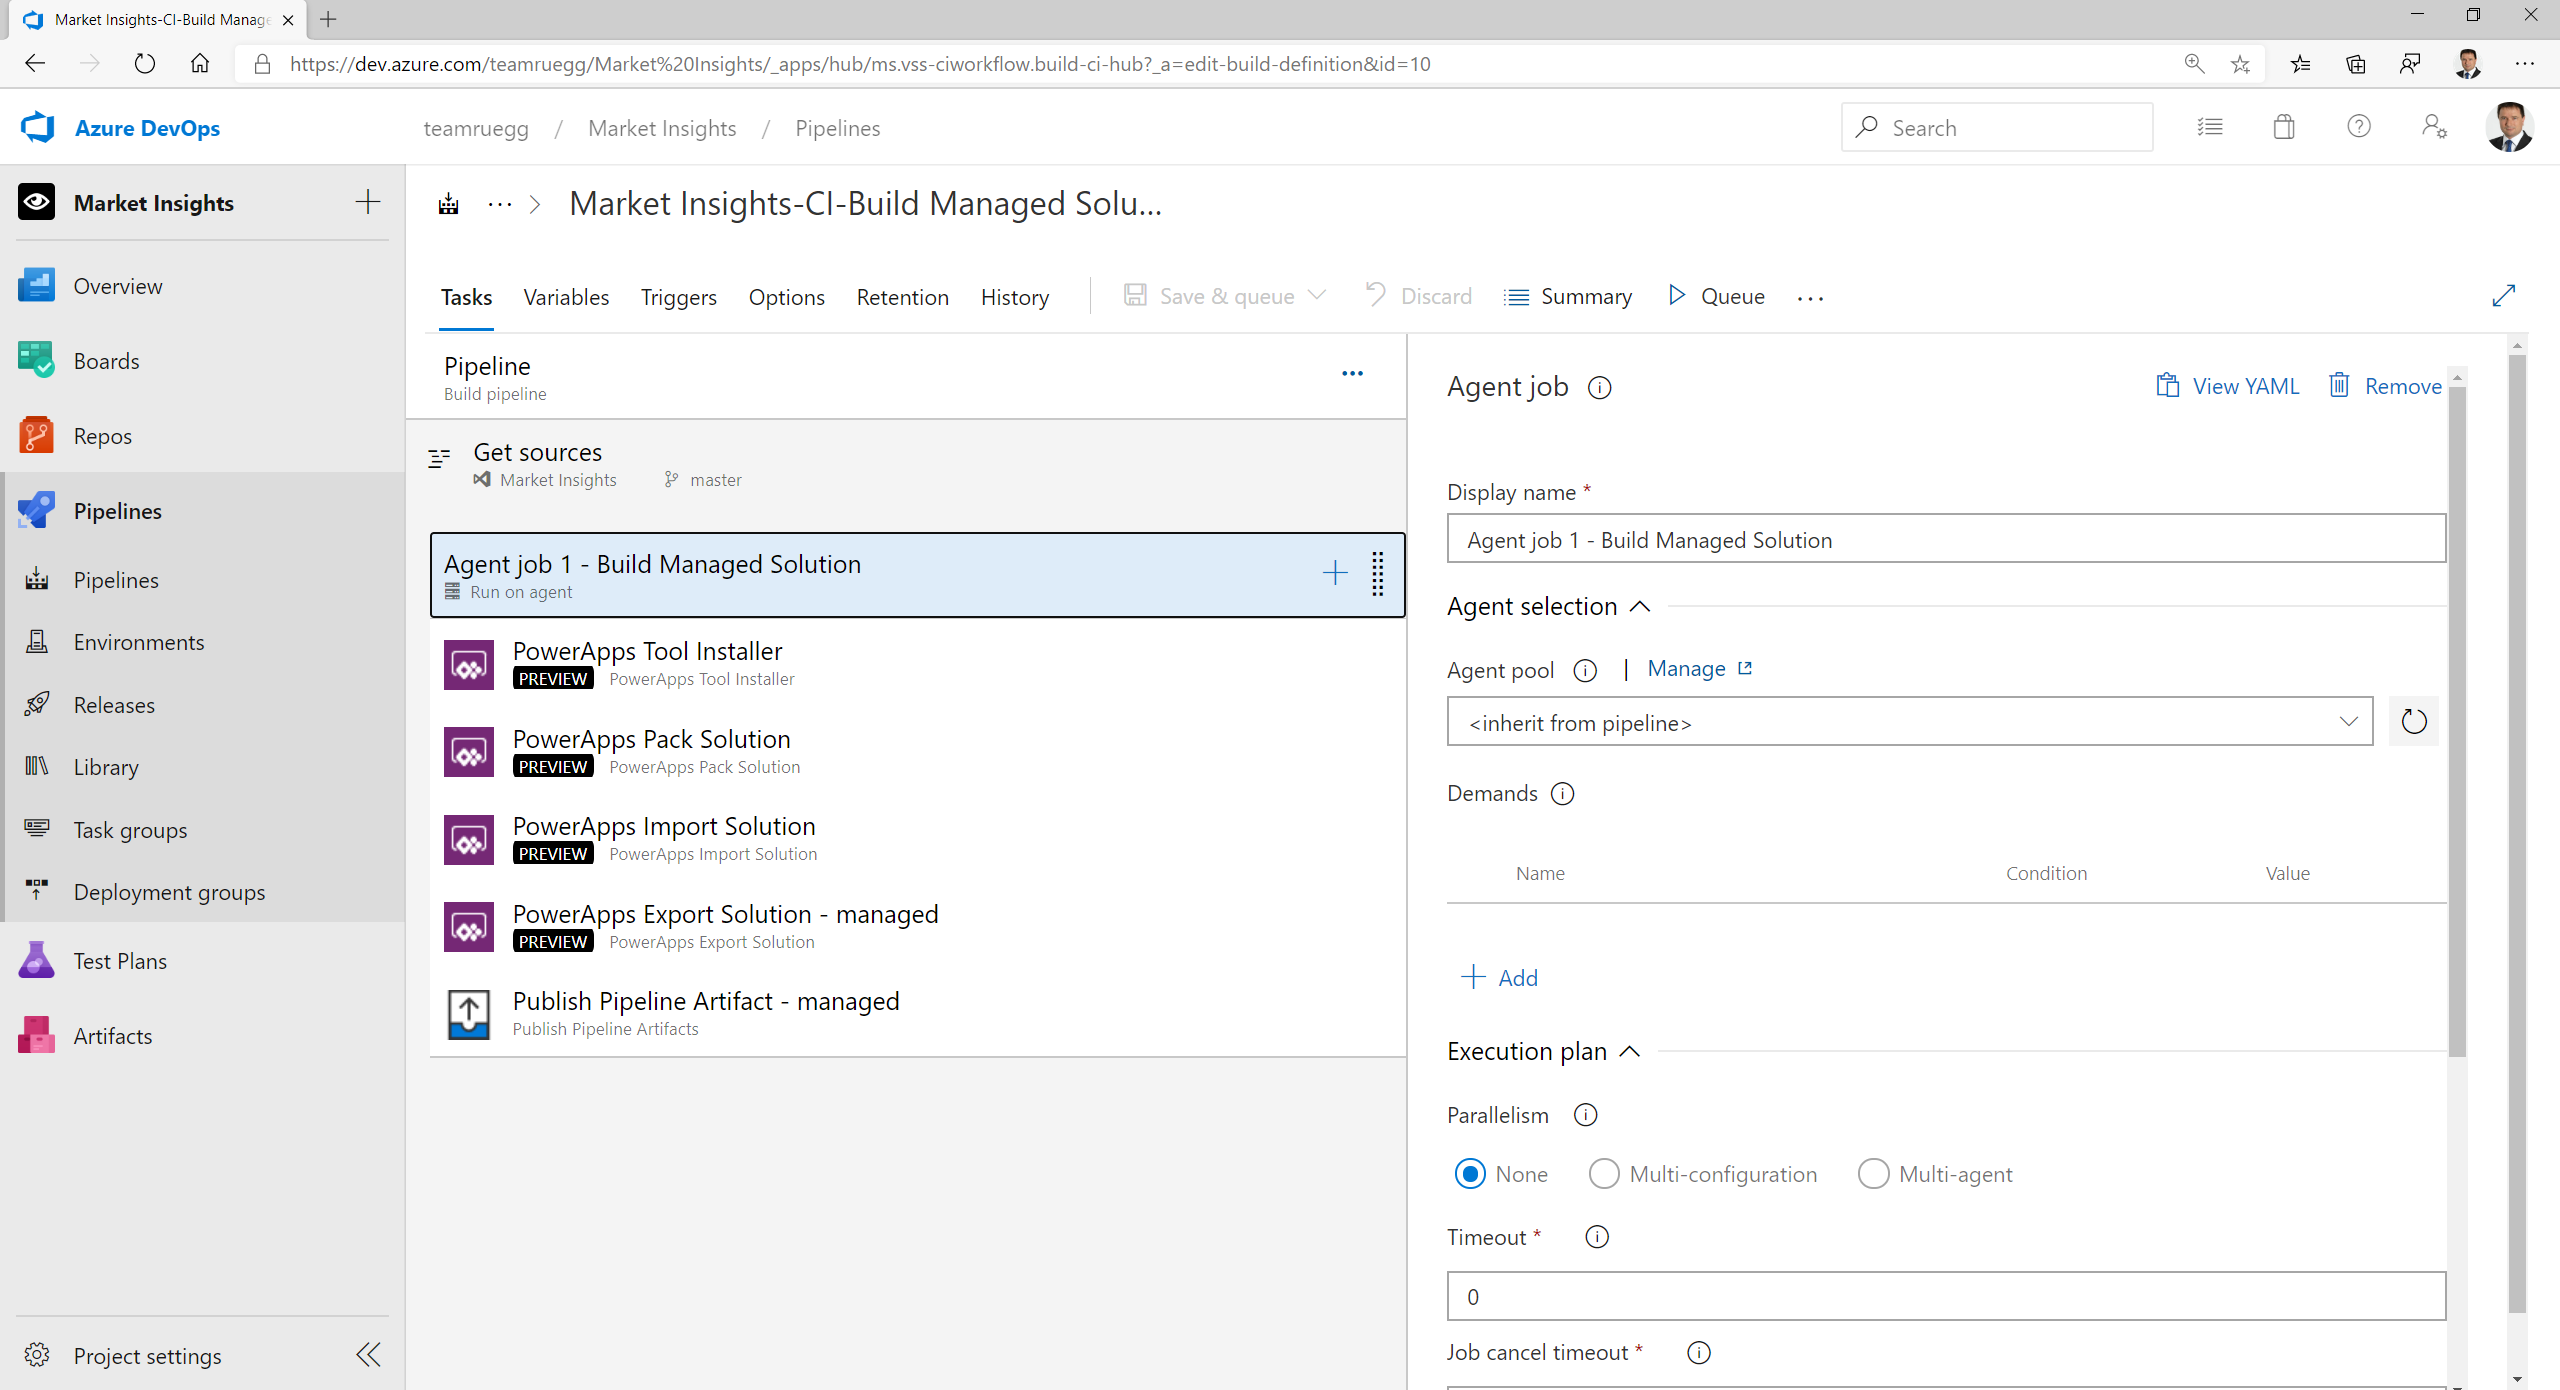 Market Insights-CI-Build Manage
https://dev.azure.com/teamruegg/Market%20Insights/_apps/hub/ms.vss-ciworkflow.build-ci-hub?_a=edit-build-definition&id=10
Azure DevOps
teamruegg / Market Insights / Pipelines
Search
Market Insights
Overview
Boards
Repos
Pipelines
Pipelines
Environments
Releases
Library
Task groups
Deployment groups
Test Plans
Artifacts
Project settings
... > Market Insights-CI-Build Managed Solu...
Tasks Variables Triggers Options Retention History Save & queue Discard Summary Queue ...
Pipeline
Build pipeline
Get sources
Market Insights master
Agent job 1 - Build Managed Solution
Run on agent
PowerApps Tool Installer
PREVIEW PowerApps Tool Installer
PowerApps Pack Solution
PREVIEW PowerApps Pack Solution
PowerApps Import Solution
PREVIEW PowerApps Import Solution
PowerApps Export Solution - managed
PREVIEW PowerApps Export Solution
Publish Pipeline Artifact - managed
Publish Pipeline Artifacts
Agent job View YAML Remove
Display name *
Agent job 1 - Build Managed Solution
Agent selection
Agent pool | Manage
<inherit from pipeline>
Demands
Name Condition Value
Add
Execution plan
Parallelism
None Multi-configuration Multi-agent
Timeout *
0
Job cancel timeout *